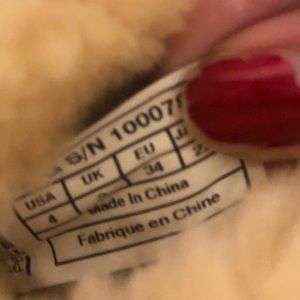 S/N 10007
USA UK EU
4 34
Made In China
Fabrique en Chine